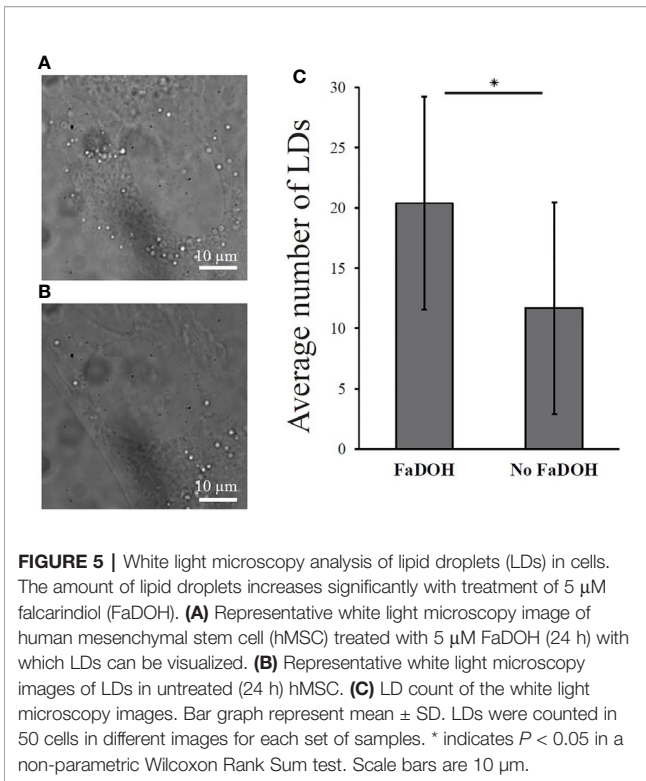 A
10 µm
B
10 µm
C
Average number of LDs
30
25
20
15
10
5
0
*
FaDOH
No FaDOH
FIGURE 5 | White light microscopy analysis of lipid droplets (LDs) in cells.
The amount of lipid droplets increases significantly with treatment of 5 µM
falcarindiol (FaDOH). (A) Representative white light microscopy image of
human mesenchymal stem cell (hMSC) treated with 5 µM FaDOH (24 h) with
which LDs can be visualized. (B) Representative white light microscopy
images of LDs in untreated (24 h) hMSC. (C) LD count of the white light
microscopy images. Bar graph represent mean ± SD. LDs were counted in
50 cells in different images for each set of samples. * indicates P < 0.05 in a
non-parametric Wilcoxon Rank Sum test. Scale bars are 10 µm.